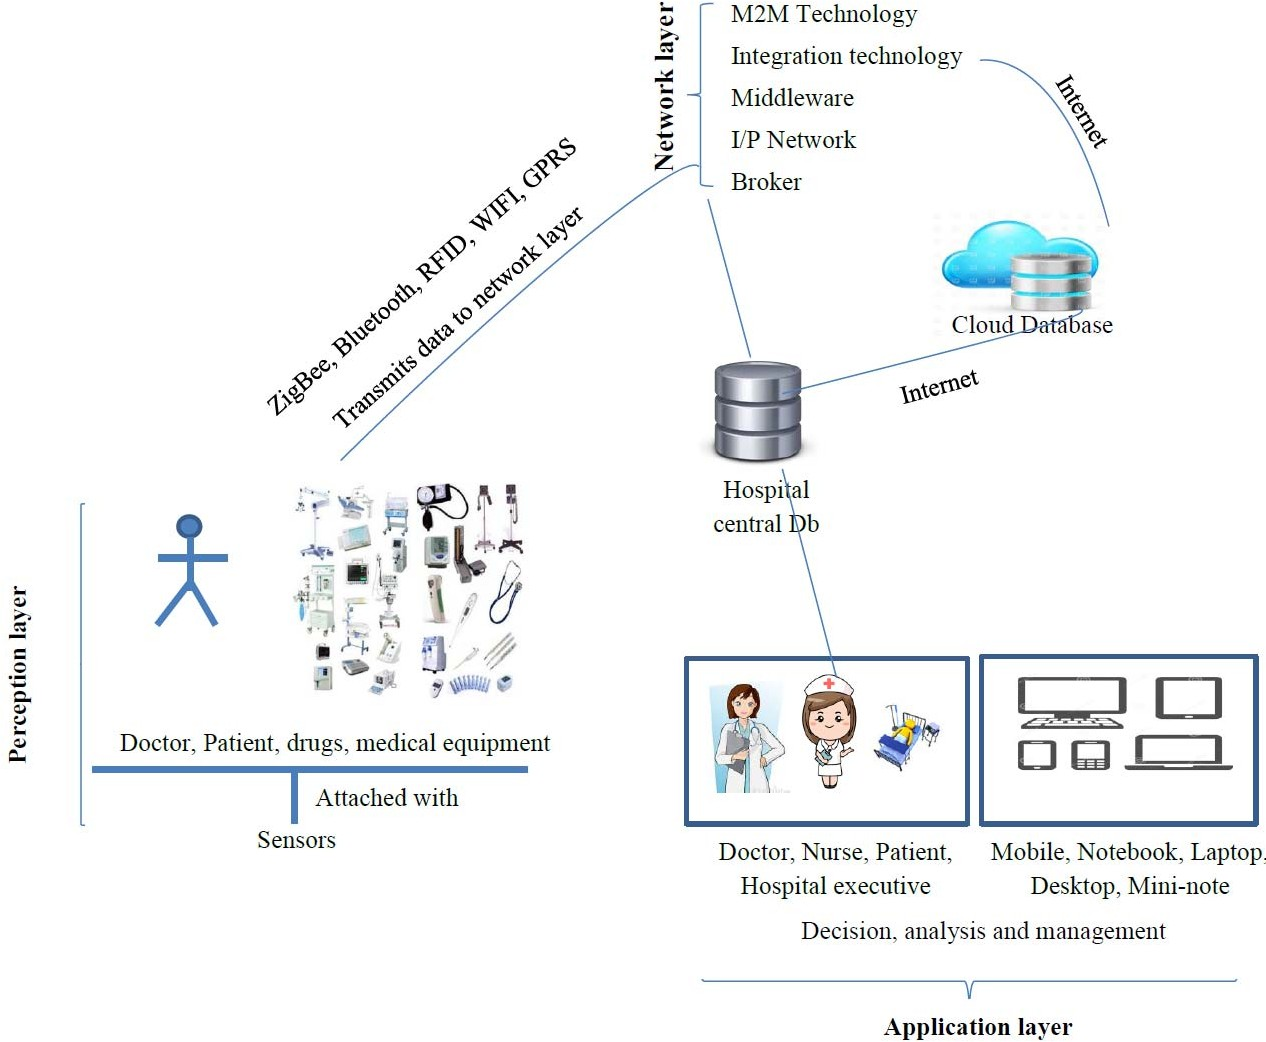 Network layer
M2M Technology
Integration technology
Middleware
I/P Network
Broker
Internet
ZigBee, Bluetooth, RFID, WIFI, GPRS
Transmits data to network layer
Cloud Database
Internet
Hospital
central Db
Perception layer
Doctor, Patient, drugs, medical equipment
Attached with
Sensors
Doctor, Nurse, Patient,
Hospital executive
Mobile, Notebook, Laptop,
Desktop, Mini-note
Decision, analysis and management
Application layer